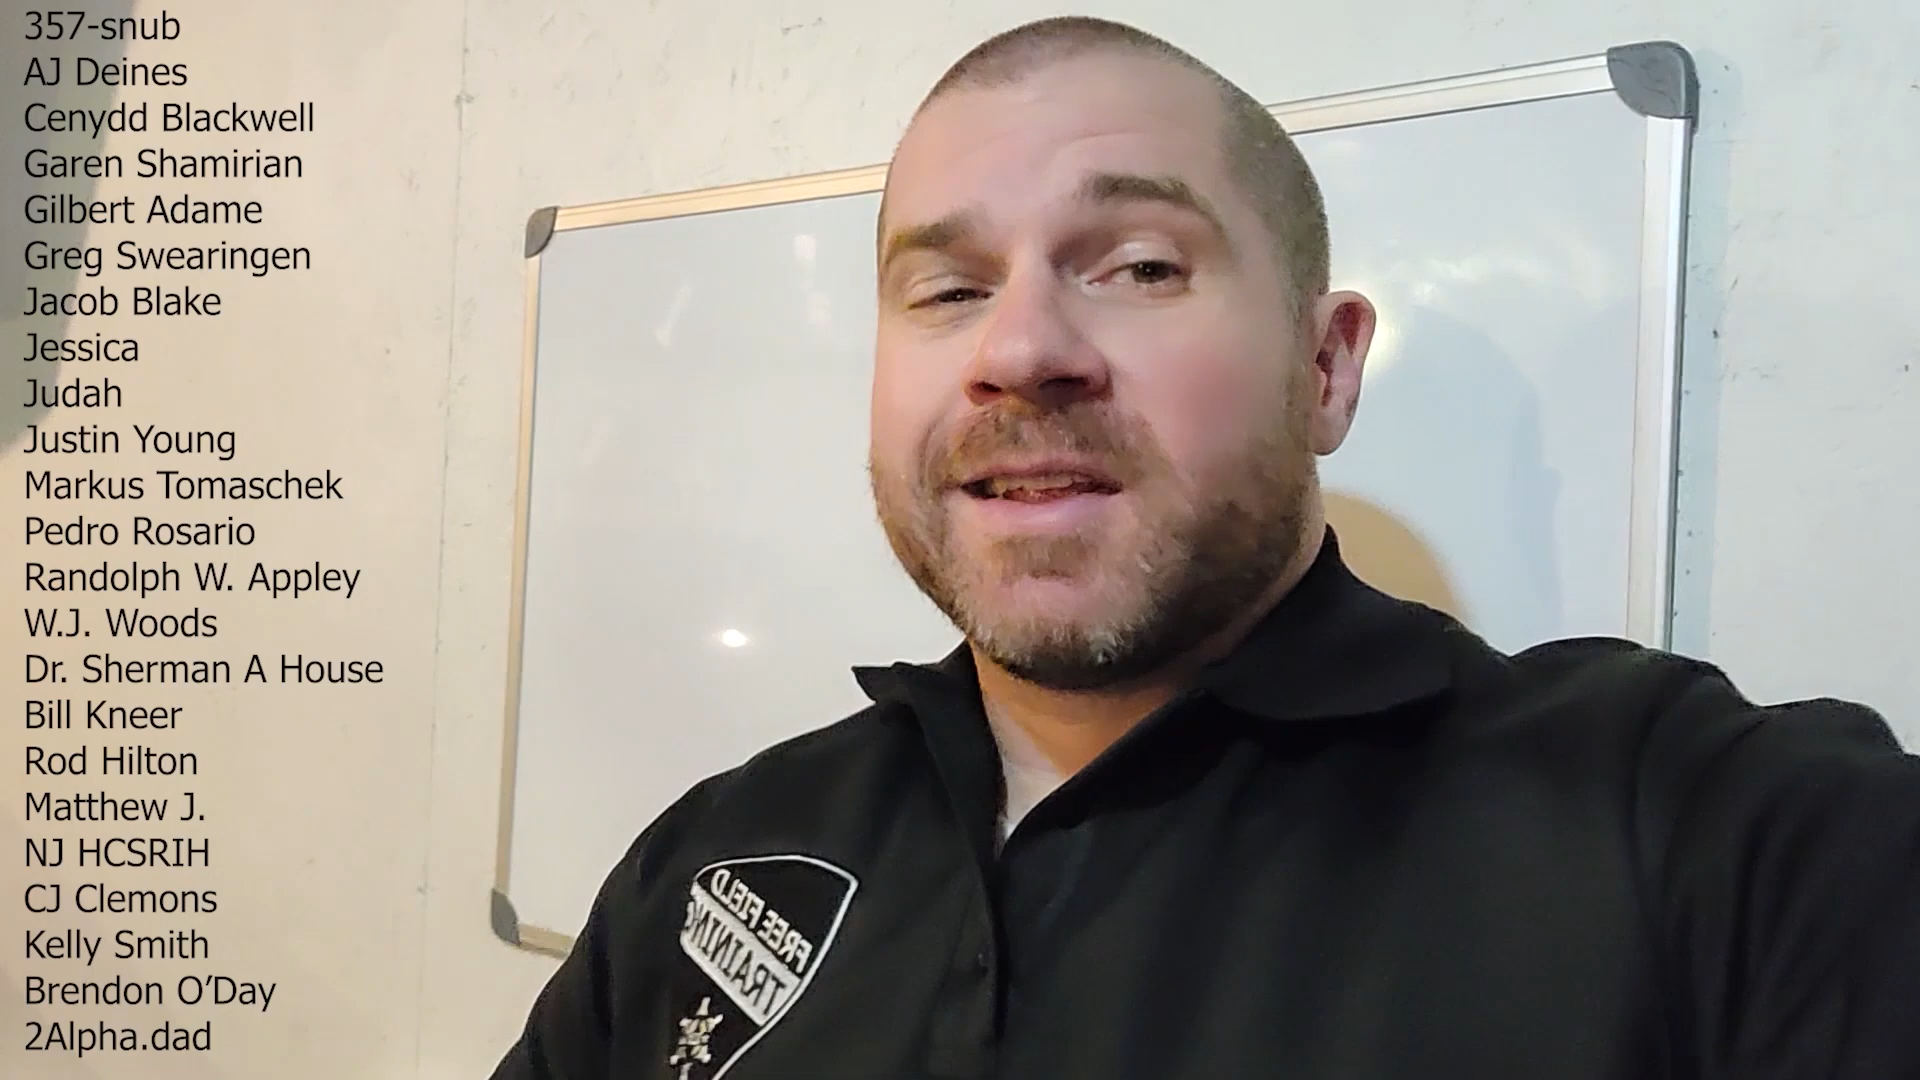 357-snub
AJ Deines
Cenydd Blackwell
Garen Shamirian
Gilbert Adame
Greg Swearingen
Jacob Blake
Jessica
Judah
Justin Young
Markus Tomaschek
Pedro Rosario
Randolph W. Appley
W.J. Woods
Dr. Sherman A House
Bill Kneer
Rod Hilton
Matthew J.
NJ HCSRIH
CJ Clemons
Kelly Smith
Brendon O’Day
2Alpha.dad
FREE FIELD
TRAINING